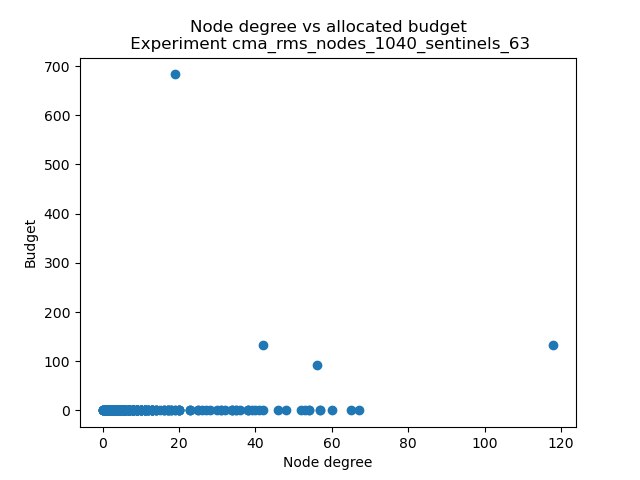 Node degree vs allocated budget
Experiment cma_rms_nodes_1040_sentinels_63
700
600
500
400
300
200
100
0
Budget
0 20 40 60 80 100 120
Node degree